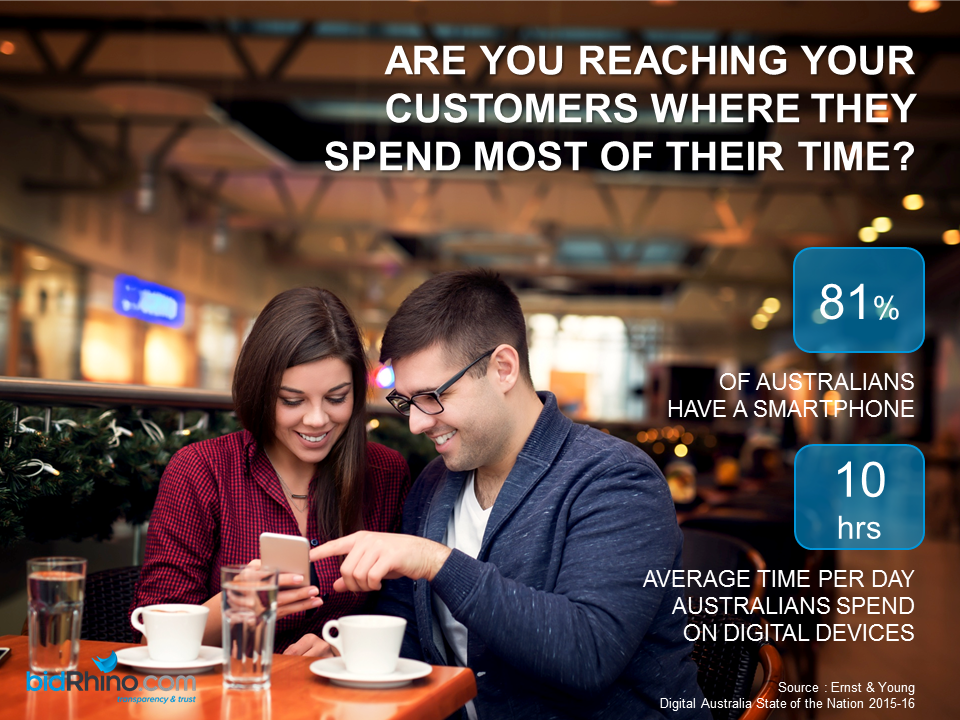 ARE YOU REACHING YOUR
CUSTOMERS WHERE THEY
SPEND MOST OF THEIR TIME?
81%
OF AUSTRALIANS
HAVE A SMARTPHONE
10
hrs
AVERAGE TIME PER DAY
AUSTRALIANS SPEND
ON DIGITAL DEVICES
bidRhino.com
transparency & trust
Source : Ernst & Young
Digital Australia State of the Nation 2015-16